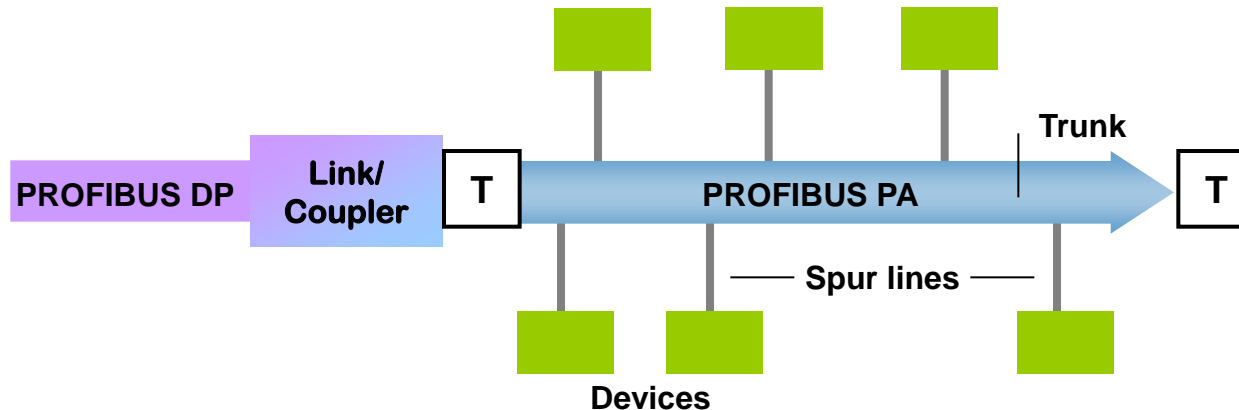 Trunk
PROFIBUS DP
Link/
Coupler
T
PROFIBUS PA
T
Spur lines
Devices